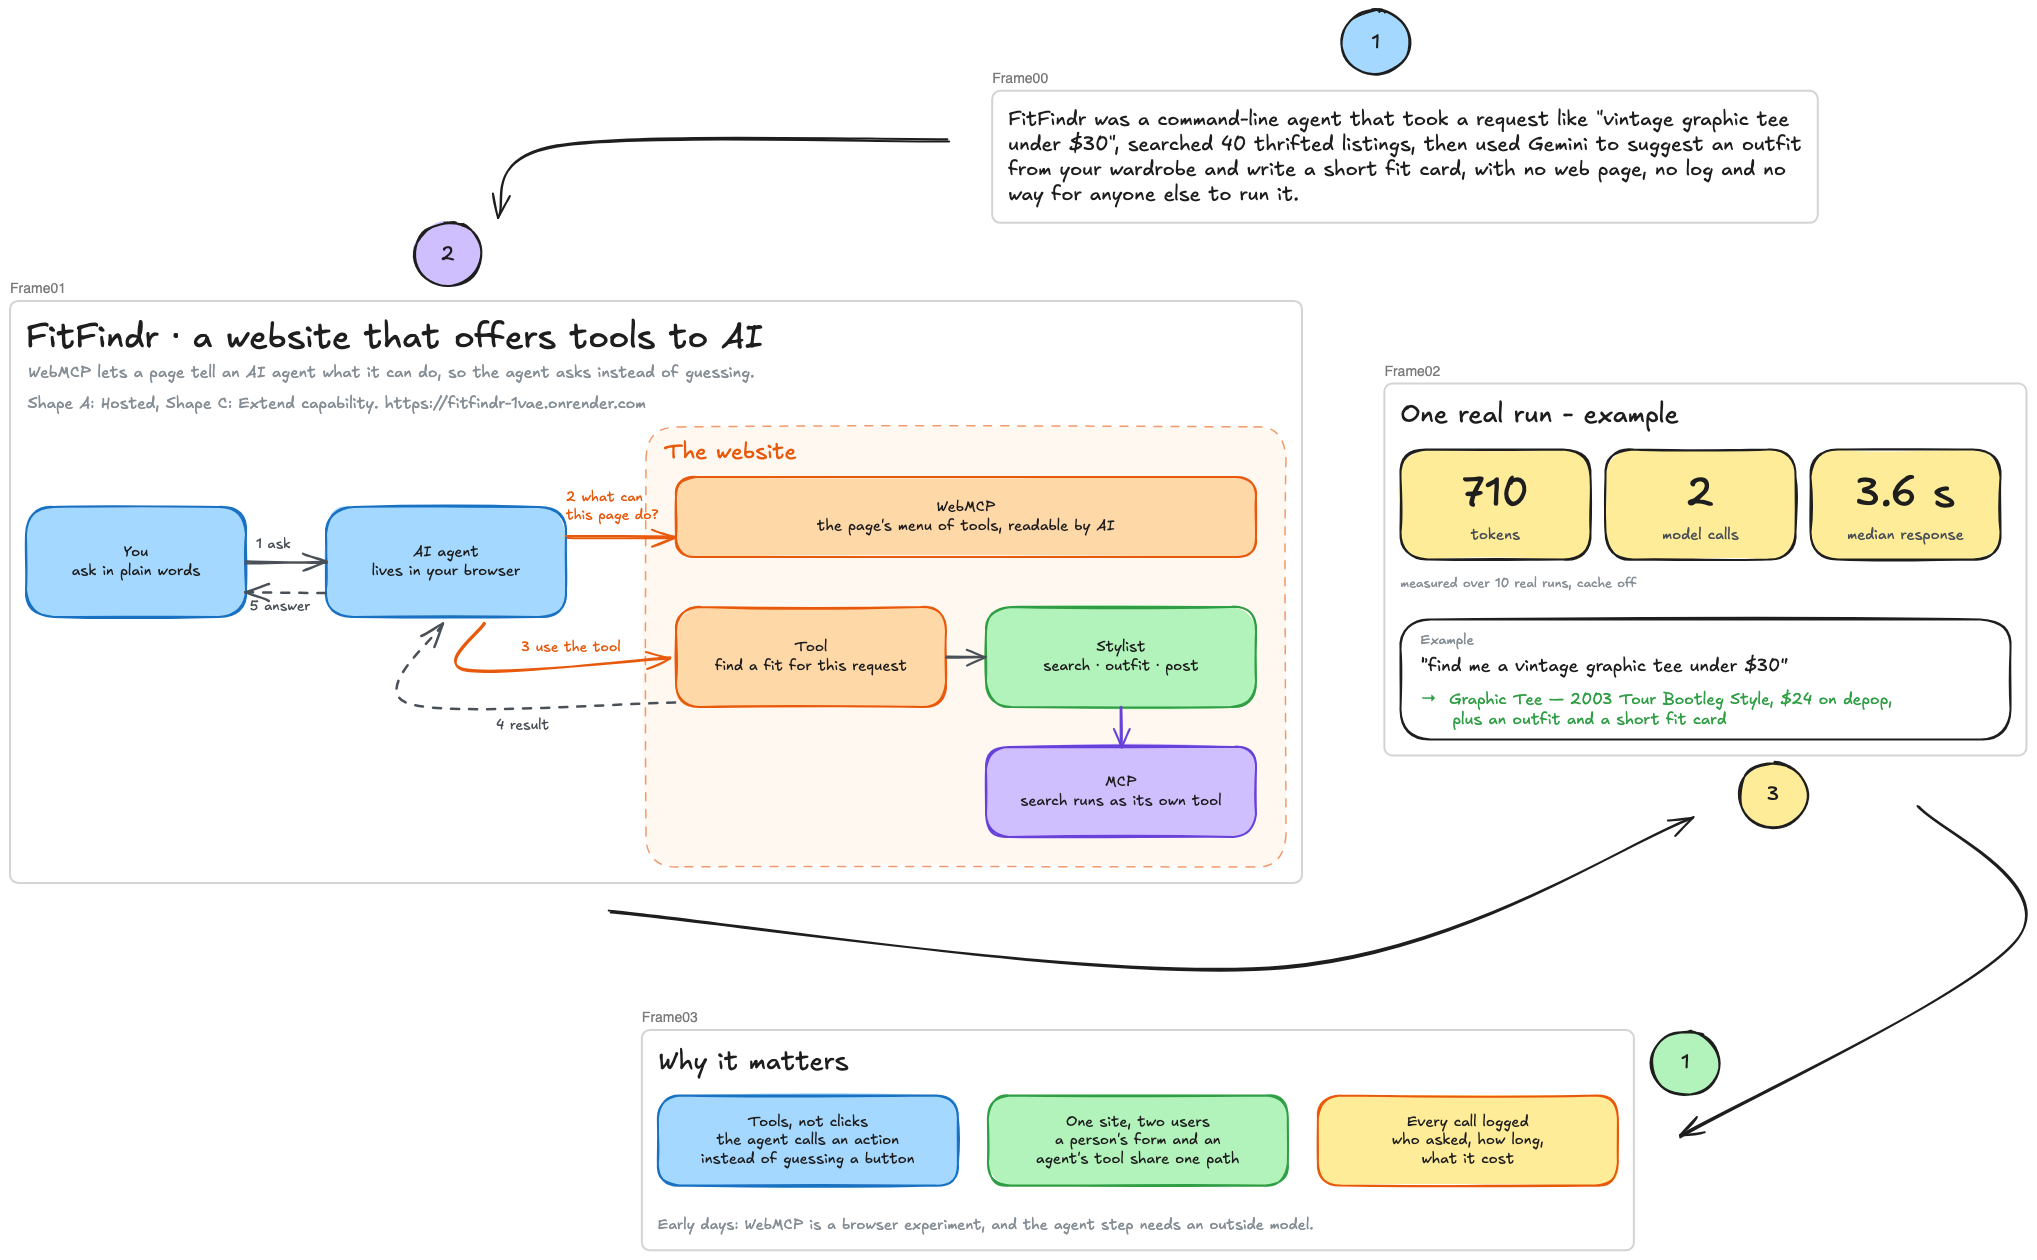 1
Frame00
FitFindr was a command-line agent that took a request like "vintage graphic tee
under $30", searched 40 thrifted listings, then used Gemini to suggest an outfit
from your wardrobe and write a short fit card, with no web page, no log and no
way for anyone else to run it.
2
Frame01
FitFindr · a website that offers tools to AI
WebMCP lets a page tell an AI agent what it can do, so the agent asks instead of guessing.
Shape A: Hosted, Shape C: Extend capability. https://fitfindr-1vae.onrender.com
The website
You
ask in plain words
1 ask
5 answer
AI agent
lives in your browser
2 what can
this page do?
WebMCP
the page's menu of tools, readable by AI
3 use the tool
4 result
Tool
find a fit for this request
Stylist
search · outfit · post
MCP
search runs as its own tool
Frame02
One real run - example
710
tokens
2
model calls
3.6 s
median response
measured over 10 real runs, cache off
Example
"find me a vintage graphic tee under $30"
→ Graphic Tee — 2003 Tour Bootleg Style, $24 on depop,
plus an outfit and a short fit card
3
Frame03
Why it matters
Tools, not clicks
the agent calls an action
instead of guessing a button
One site, two users
a person's form and an
agent's tool share one path
Every call logged
who asked, how long,
what it cost
Early days: WebMCP is a browser experiment, and the agent step needs an outside model.
1